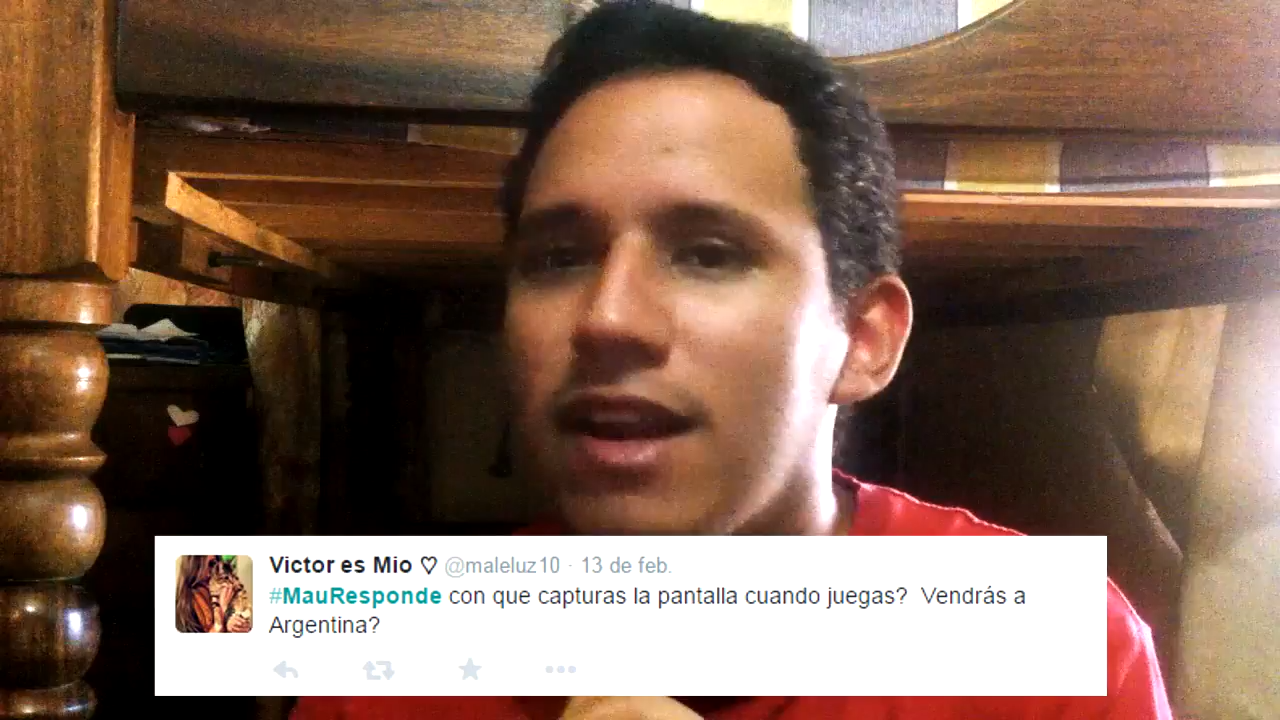 Victor es Mio ♡ @maleluz10 · 13 de feb.
#MauResponde con que capturas la pantalla cuando juegas? Vendrás a
Argentina?